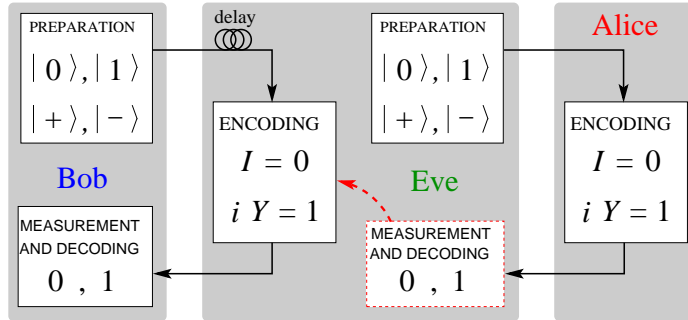 PREPARATION
| 0 ⟩, | 1 ⟩
| + ⟩, | − ⟩
Bob
MEASUREMENT
AND DECODING
0 , 1
delay
ENCODING
I = 0
i Y = 1
PREPARATION
| 0 ⟩, | 1 ⟩
| + ⟩, | − ⟩
Eve
MEASUREMENT
AND DECODING
0 , 1
Alice
ENCODING
I = 0
i Y = 1